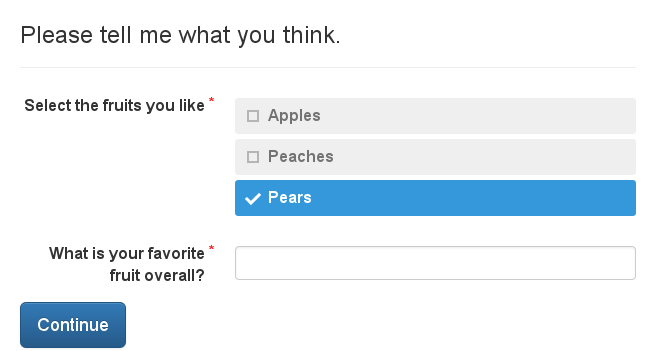 Please tell me what you think.
Select the fruits you like *
Apples
Peaches
Pears
What is your favorite *
fruit overall?
Continue